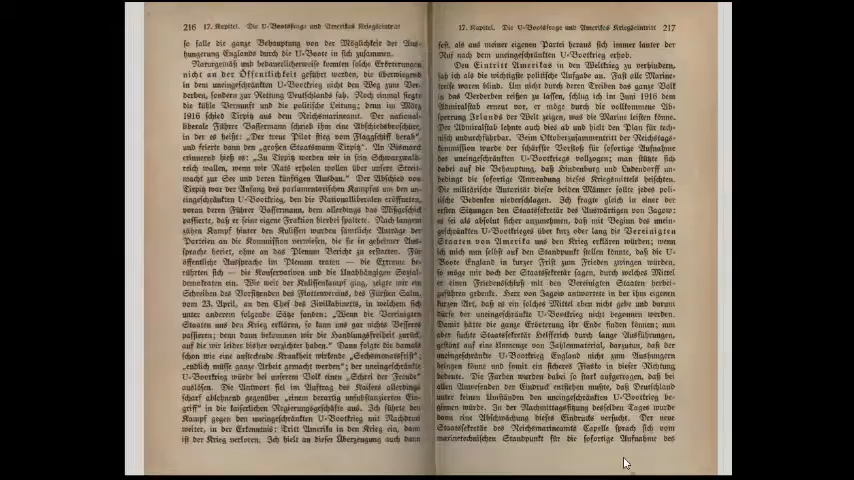 216 17. Kapitel. Die U-Bootsfrage und Amerikas Kriegseintritt
so falle die ganze Behauptung von der Möglichkeit der Aus-
hungerung Englands durch die U-Boote in sich zusammen.
Naturgemäß und bedauerlicherweise konnten solche Erörterungen
nicht an der Öffentlichkeit geführt werden, die überwiegend
in dem uneingeschränkten U-Bootkrieg nicht den Weg zum Ver-
derben, sondern zur Rettung Deutschlands sah. Noch einmal siegte
die kühle Vernunft und die politische Leitung; denn im März
1916 schied Tirpitz aus dem Reichsmarineamt. Der national-
liberale Führer Bassermann schrieb ihm eine Abschiedsbroschüre,
in der es heißt: „Der treue Pilot stieg vom Flaggschiff herab"
und feierte darin den „großen Staatsmann Tirpitz". An Bismarck
erinnernd hieß es: „Zu Tirpitz werden wir in sein Schwarzwald-
reich wallen, wenn wir Rats erholen wollen über unsere Streit-
macht zur See und deren künftigen Ausbau." Der Abschied von
Tirpitz war der Anfang des parlamentarischen Kampfes um den un-
eingeschränkten U-Bootkrieg, den die Nationalliberalen eröffneten,
voran deren Führer Bassermann, dem allerdings das Mißgeschick
passierte, daß er seine eigene Fraktion hierbei spaltete. Nach langem
zähen Kampf hinter den Kulissen wurden sämtliche Anträge der
Parteien an die Kommission verwiesen, die sie in geheimer Aus-
sprache beriet, ohne an das Plenum Bericht zu erstatten. Für
öffentliche Aussprache im Plenum traten — die Extreme be-
rührten sich — die Konservativen und die Unabhängigen Sozial-
demokraten ein. Wie weit der Kulissenkampf ging, zeigte mir ein
Schreiben des Vorsitzenden des Flottenvereins, des Fürsten Salm,
vom 23. April, an den Chef des Zivilkabinetts, in welchem sich
unter anderem folgende Sätze fanden: „Wenn die Vereinigten
Staaten uns den Krieg erklären, so kann uns gar nichts Besseres
passieren; denn dann bekommen wir die Handlungsfreiheit zurück,
auf die wir leider bisher verzichtet haben." Dann folgte die damals
schon wie eine ansteckende Krankheit wirkende „Sechsmonatsfrist";
„endlich müsse ganze Arbeit gemacht werden"; der uneingeschränkte
U-Bootkrieg würde bei unserem Volk einen „Schrei der Freude"
auslösen. Die Antwort fiel im Auftrag des Kaisers allerdings
scharf ablehnend gegenüber „einem derartig unsubstantiierten Ein-
griff" in die kaiserlichen Regierungsgeschäfte aus. Ich führte den
Kampf gegen den uneingeschränkten U-Bootkrieg mit Nachdruck
weiter, in der Erkenntnis: Tritt Amerika in den Krieg ein, dann
ist der Krieg verloren. Ich hielt an dieser Überzeugung auch dann
17. Kapitel. Die U-Bootsfrage und Amerikas Kriegseintritt 217
fest, als aus meiner eigenen Partei heraus sich immer lauter der
Ruf nach dem uneingeschränkten U-Bootkrieg erhob.
Den Eintritt Amerikas in den Weltkrieg zu verhindern,
sah ich als die wichtigste politische Aufgabe an. Fast alle Marine-
kreise waren blind. Um nicht durch deren Treiben das ganze Volk
in das Verderben reißen zu lassen, schlug ich im Juni 1916 dem
Admiralstab erneut vor, er möge durch die vollkommene Ab-
sperrung Irlands der Welt zeigen, was die Marine leisten könne.
Der Admiralstab lehnte auch dies ab und hielt den Plan für tech-
nisch undurchführbar. Beim Oktoberzusammentritt der Reichstags-
kommission wurde der schärfste Vorstoß für sofortige Aufnahme
des uneingeschränkten U-Bootkriegs vollzogen; man stützte sich
dabei auf die Behauptung, daß Hindenburg und Ludendorff un-
bedingt die sofortige Anwendung dieses Kriegsmittels heischten.
Die militärische Autorität dieser beiden Männer sollte jedes poli-
tische Bedenken niederschlagen. Ich fragte gleich in einer der
ersten Sitzungen den Staatssekretär des Auswärtigen von Jagow:
es sei als absolut sicher anzunehmen, daß mit Beginn des unein-
geschränkten U-Bootkrieges über kurz oder lang die Vereinigten
Staaten von Amerika uns den Krieg erklären würden; wenn
ich mich nun selbst auf den Standpunkt stellen könnte, daß die U-
Boote England in kurzer Frist zum Frieden zwingen würden,
so möge mir doch der Staatssekretär sagen, durch welches Mittel
er einen Friedensschluß mit den Vereinigten Staaten herbei-
zuführen gedenke. Herr von Jagow antwortete in der ihm eigenen
kurzen Art, daß es ein solches Mittel eben nicht gebe und darum
dürfe der uneingeschränkte U-Bootkrieg nicht begonnen werden.
Damit hätte die ganze Erörterung ihr Ende finden können; nun
aber suchte Staatssekretär Helfferich durch lange Ausführungen,
gestützt auf eine Unmenge von Zahlenmaterial, darzutun, daß der
uneingeschränkte U-Bootkrieg England nicht zum Aushungern
bringen könne und somit ein sicheres Fiasko in dieser Richtung
bedeute. Die Farben wurden dabei so stark aufgetragen, daß bei
allen Anwesenden der Eindruck entstehen mußte, daß Deutschland
unter keinen Umständen den uneingeschränkten U-Bootkrieg be-
ginnen würde. In der Nachmittagssitzung desselben Tages wurde
dann eine Abschwächung dieses Eindrucks versucht. Der neue
Staatssekretär des Reichsmarineamts Capelle sprach sich vom
marinetechnischen Standpunkt für die sofortige Aufnahme des